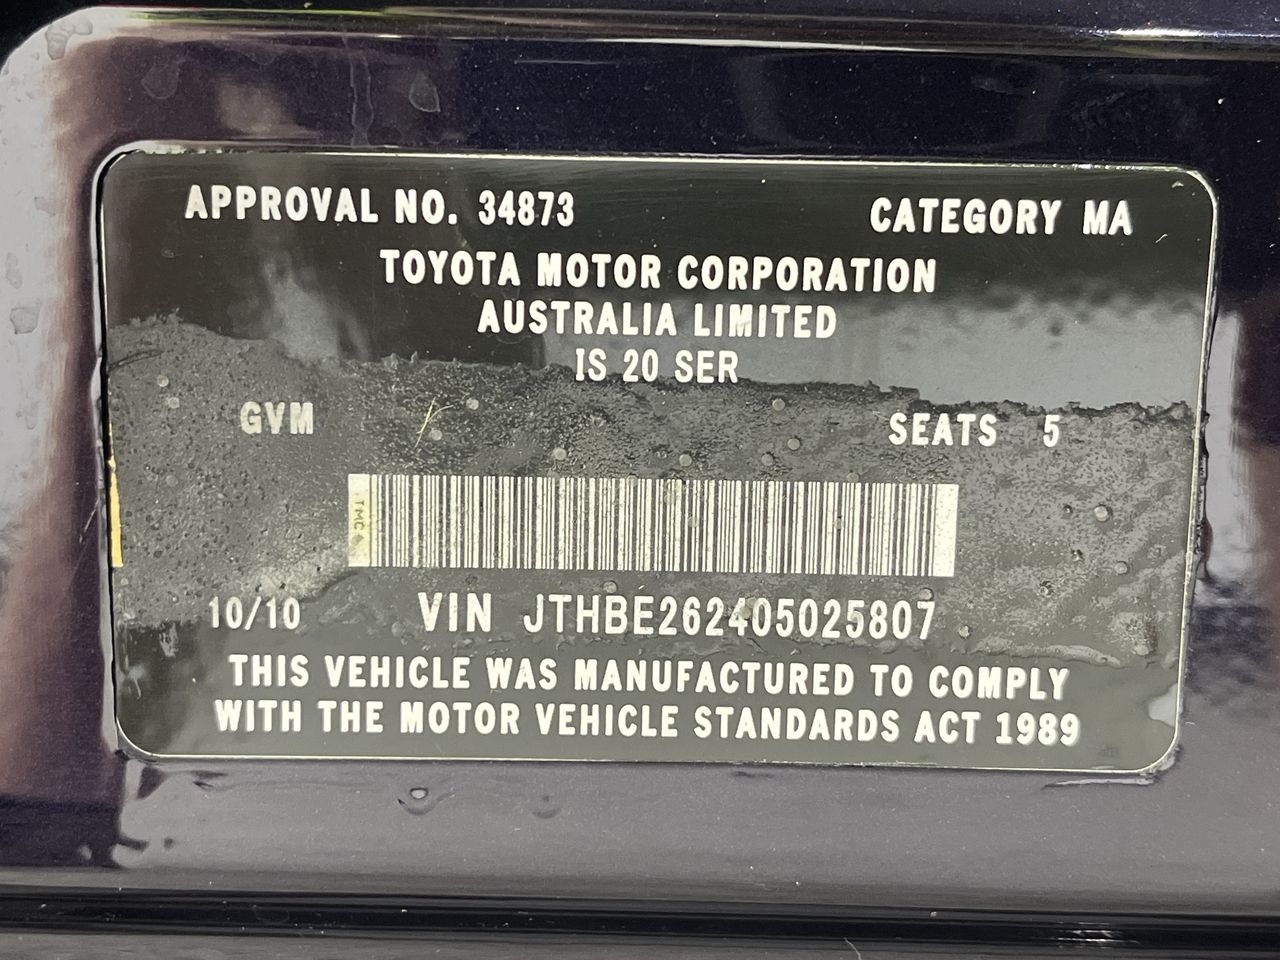 APPROVAL NO. 34873 CATEGORY MA
TOYOTA MOTOR CORPORATION
AUSTRALIA LIMITED
IS 20 SER
GVM SEATS 5
TMC
10/10 VIN JTHBE262405025807
THIS VEHICLE WAS MANUFACTURED TO COMPLY
WITH THE MOTOR VEHICLE STANDARDS ACT 1989